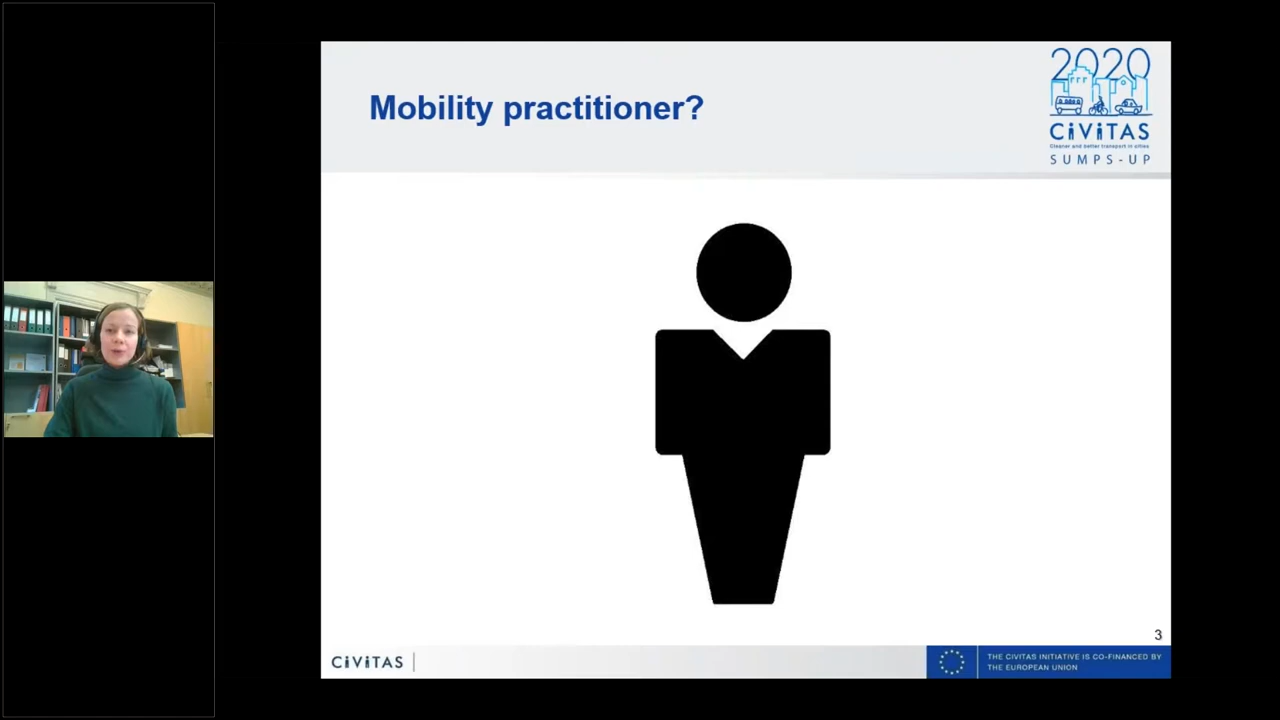 Mobility practitioner?
2020
CiViTAS
Cleaner and better transport in cities
SUMPS-UP
3
CiViTAS
THE CIVITAS INITIATIVE IS CO-FINANCED BY
THE EUROPEAN UNION